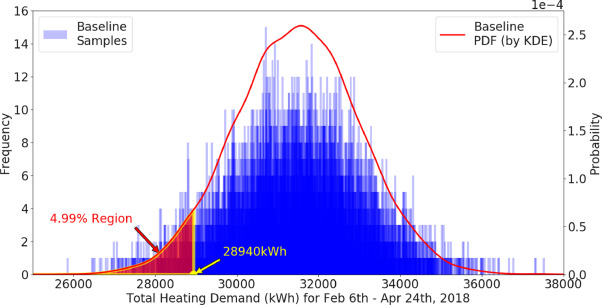 1e−4
Baseline
Samples
Baseline
PDF (by KDE)
Frequency
16
14
12
10
8
6
4
2
0
4.99% Region
28940kWh
2.5
2.0
1.5
1.0
0.5
0.0
Probability
26000 28000 30000 32000 34000 36000 38000
Total Heating Demand (kWh) for Feb 6th - Apr 24th, 2018